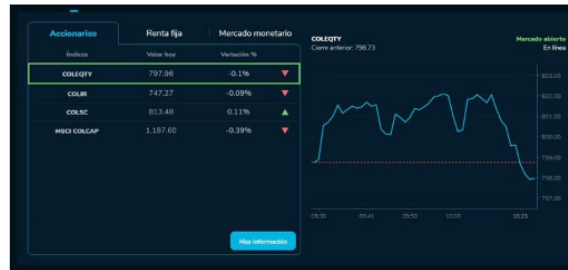 Accionarios Renta fija Mercado monetario
Índices Valor hoy Variación %
COLEQTY 797.96 -0.1% ▼
COLIR 747.27 -0.09% ▼
COLSC 813.48 0.11% ▲
MSCI COLCAP 1,187.60 -0.39% ▼
Mas información
COLEQTY Mercado abierto
Cierre anterior: 798.73 En línea
803.00
802.00
801.00
800.00
799.00
798.00
797.00
09:30 09:41 09:50 10:00 10:21